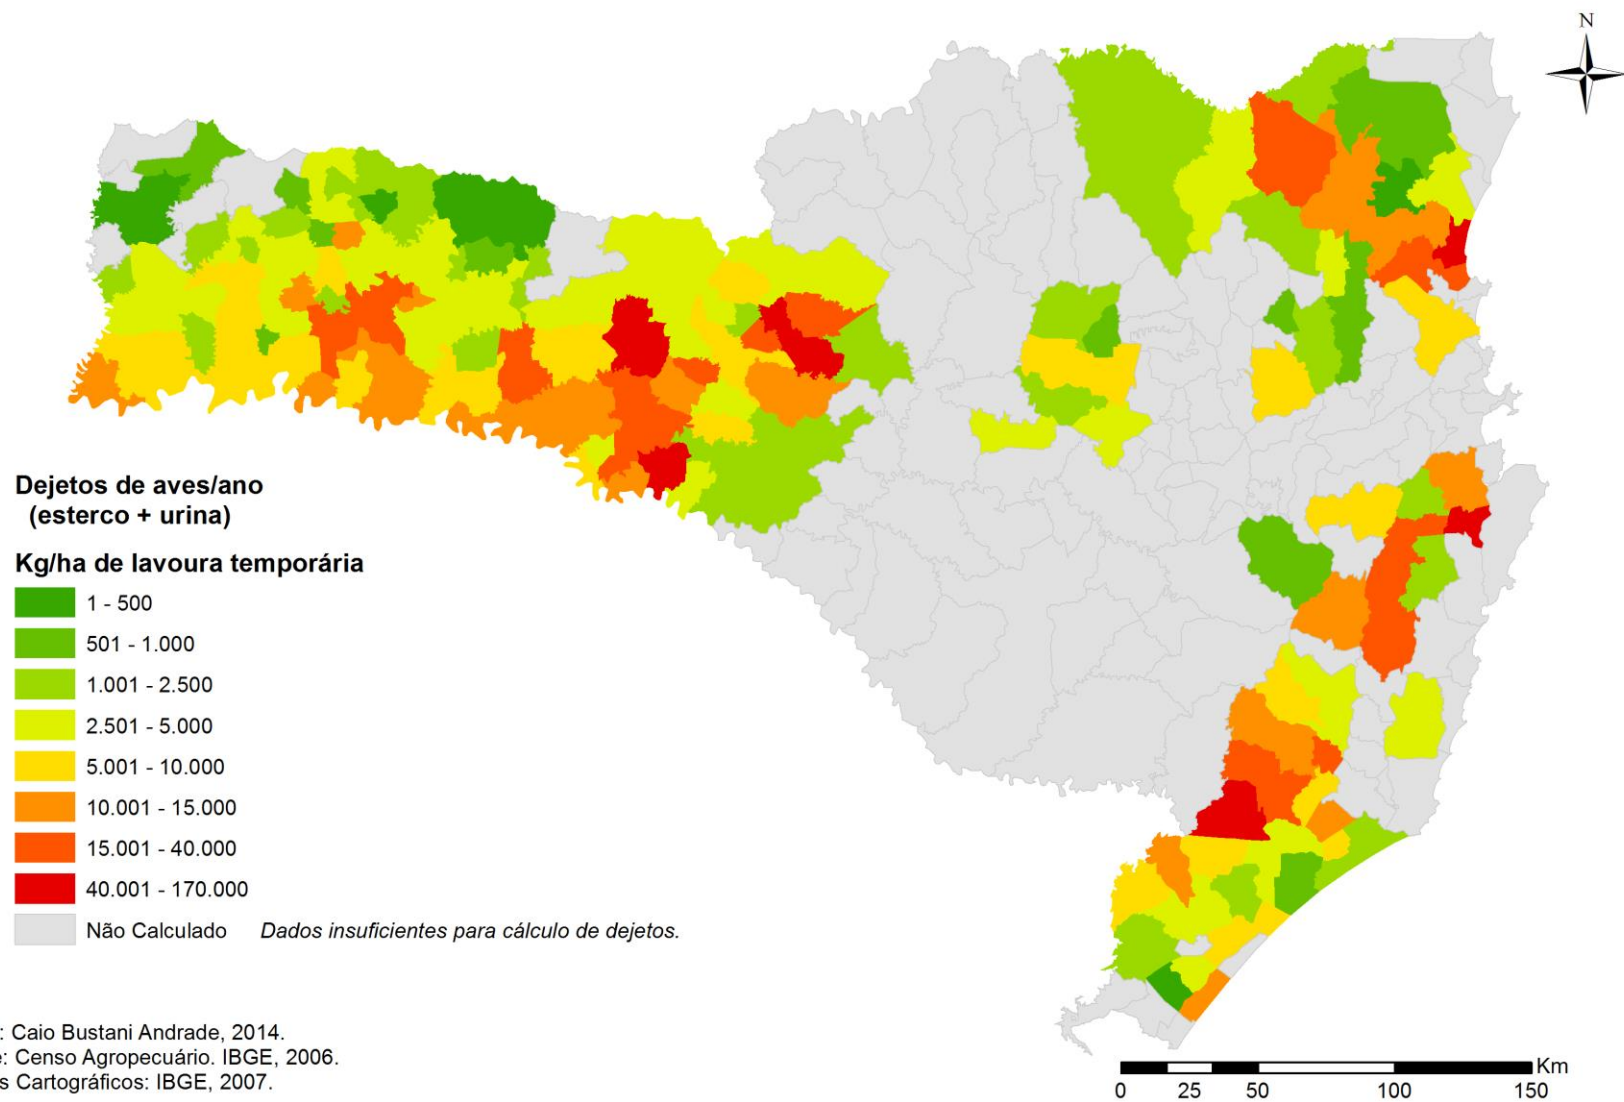 N
Dejetos de aves/ano
(esterco + urina)
Kg/ha de lavoura temporária
1 - 500
501 - 1.000
1.001 - 2.500
2.501 - 5.000
5.001 - 10.000
10.001 - 15.000
15.001 - 40.000
40.001 - 170.000
Não Calculado Dados insuficientes para cálculo de dejetos.
: Caio Bustani Andrade, 2014.
e: Censo Agropecuário. IBGE, 2006.
s Cartográficos: IBGE, 2007.
Km
0 25 50 100 150